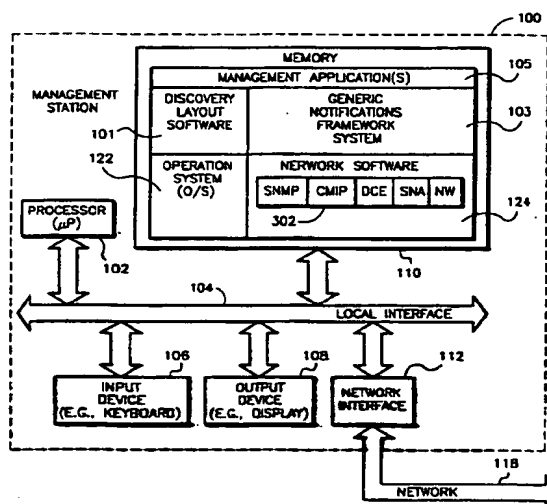 100
MEMORY
105
MANAGEMENT APPLICATION(S)
MANAGEMENT
STATION
101
DISCOVERY
LAYOUT
SOFTWARE
GENERIC
NOTIFICATIONS
FRAMEWORK
SYSTEM
103
122
OPERATION
SYSTEM
(O/S)
NERWORK SOFTWARE
SNMP CMIP DCE SNA NW
302
124
PROCESSOR
(μP)
102
110
104
LOCAL INTERFACE
106
108
112
INPUT
DEVICE
(E.G., KEYBOARD)
OUTPUT
DEVICE
(E.G., DISPLAY)
NETWORK
INTERFACE
118
NETWORK